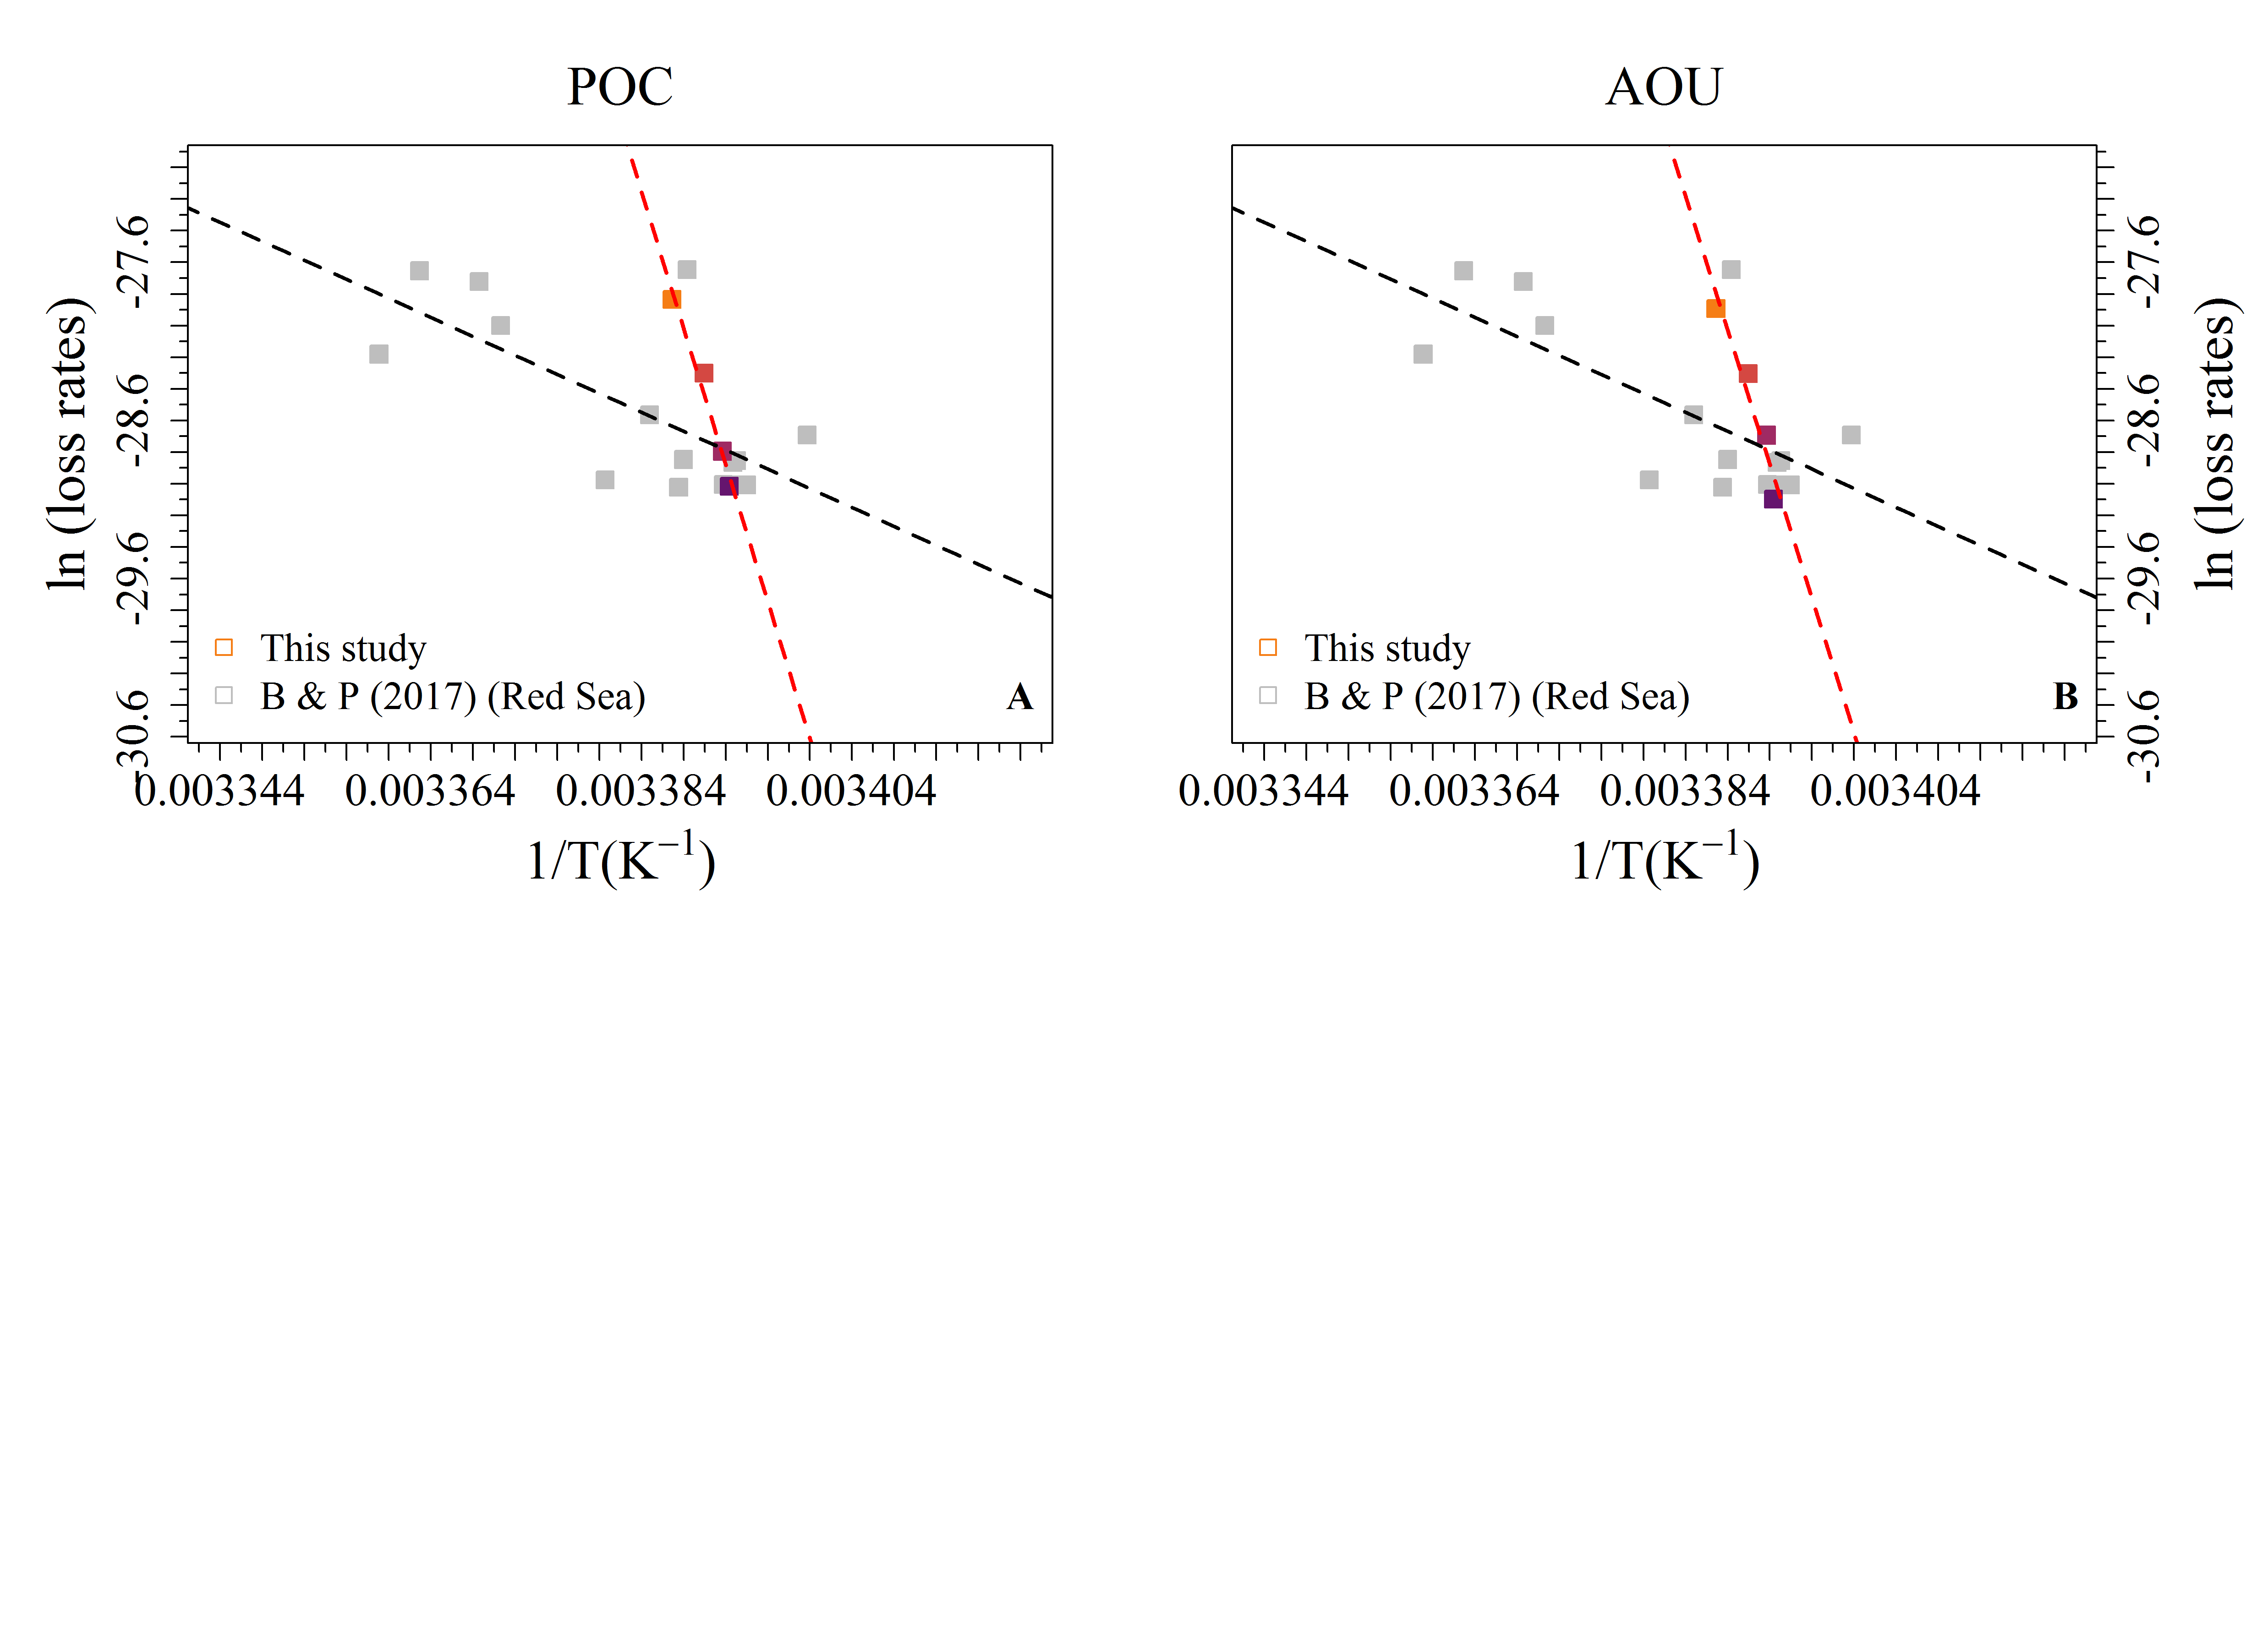 POC
AOU
ln (loss rates)
-27.6
-28.6
-29.6
-30.6
This study
B & P (2017) (Red Sea)
A
0.003344 0.003364 0.003384 0.003404
1/T(K⁻¹)
This study
B & P (2017) (Red Sea)
B
0.003344 0.003364 0.003384 0.003404
1/T(K⁻¹)
-27.6
-28.6
-29.6
-30.6
ln (loss rates)